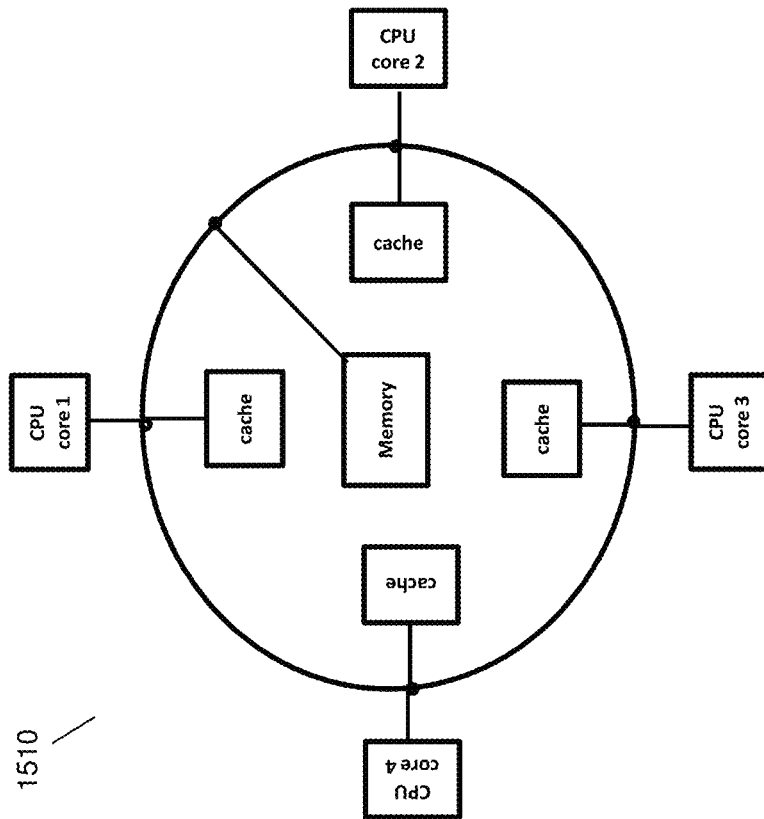 CPU
core 2
cache
CPU
core 1
cache
Memory
cache
CPU
core 3
cache
CPU
core 4
1510